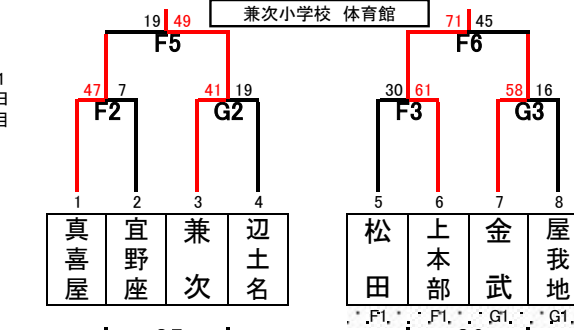 兼次小学校 体育館
19 49 71 45
F5 F6
1
日
目
47 7 41 19 30 61 58 16
F2 G2 F3 G3
1 2 3 4 5 6 7 8
真喜屋 宜野座 兼次 辺土名 松田 上本部 金武 屋我地
F1 F1 G1 G1